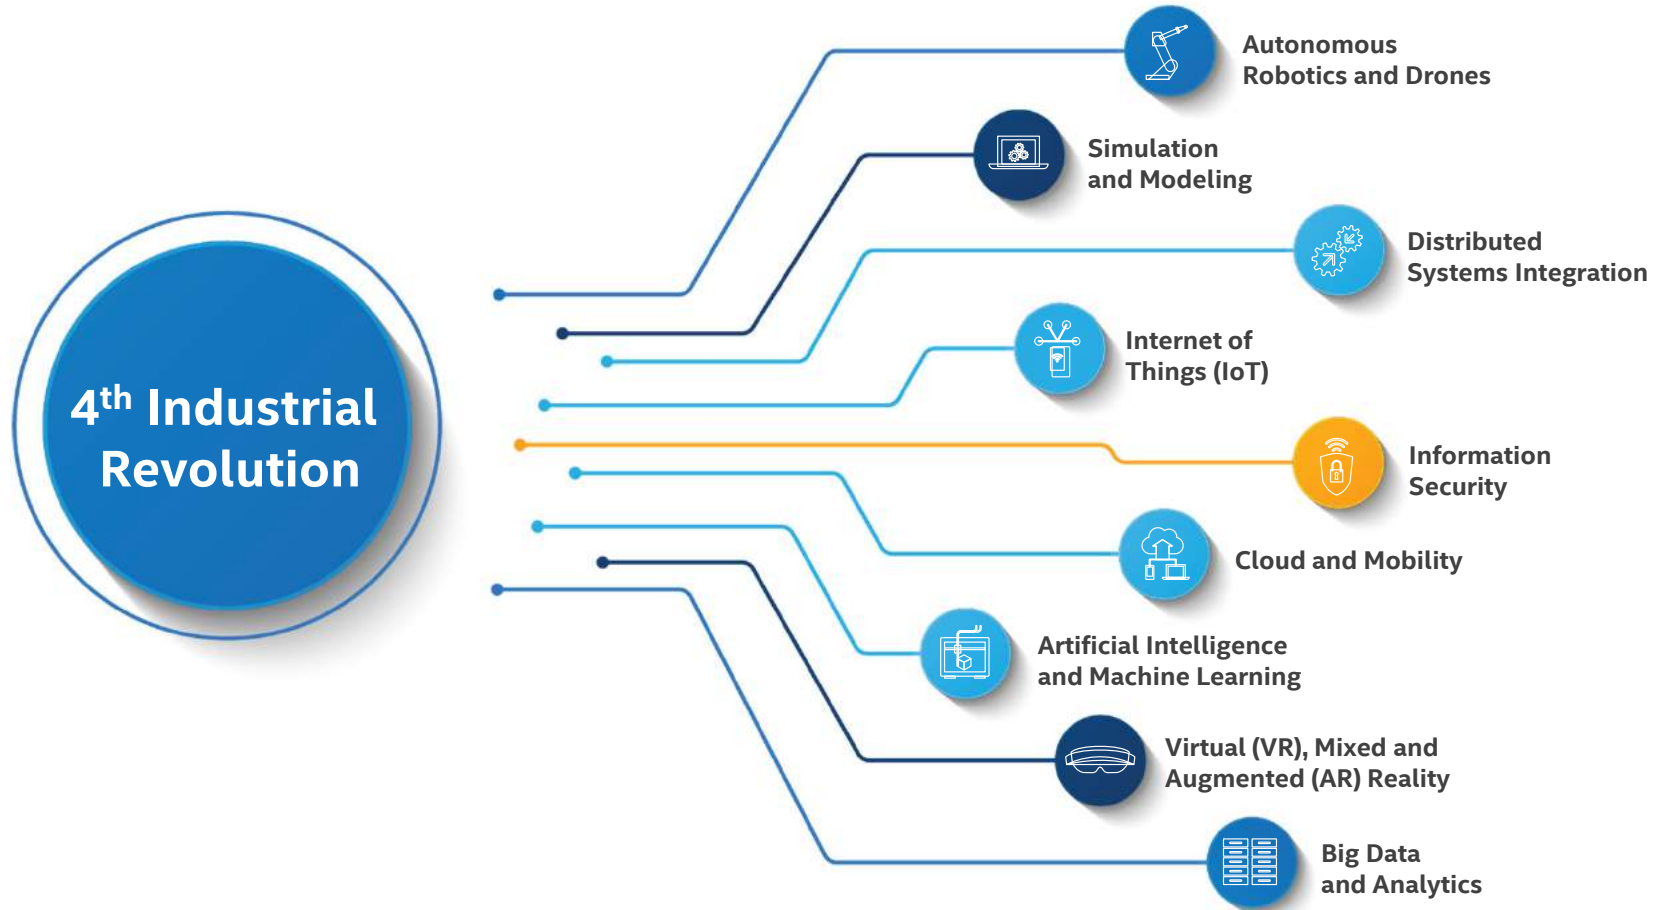 4th Industrial
Revolution
Autonomous
Robotics and Drones
Simulation
and Modeling
Distributed
Systems Integration
Internet of
Things (IoT)
Information
Security
Cloud and Mobility
Artificial Intelligence
and Machine Learning
Virtual (VR), Mixed and
Augmented (AR) Reality
Big Data
and Analytics